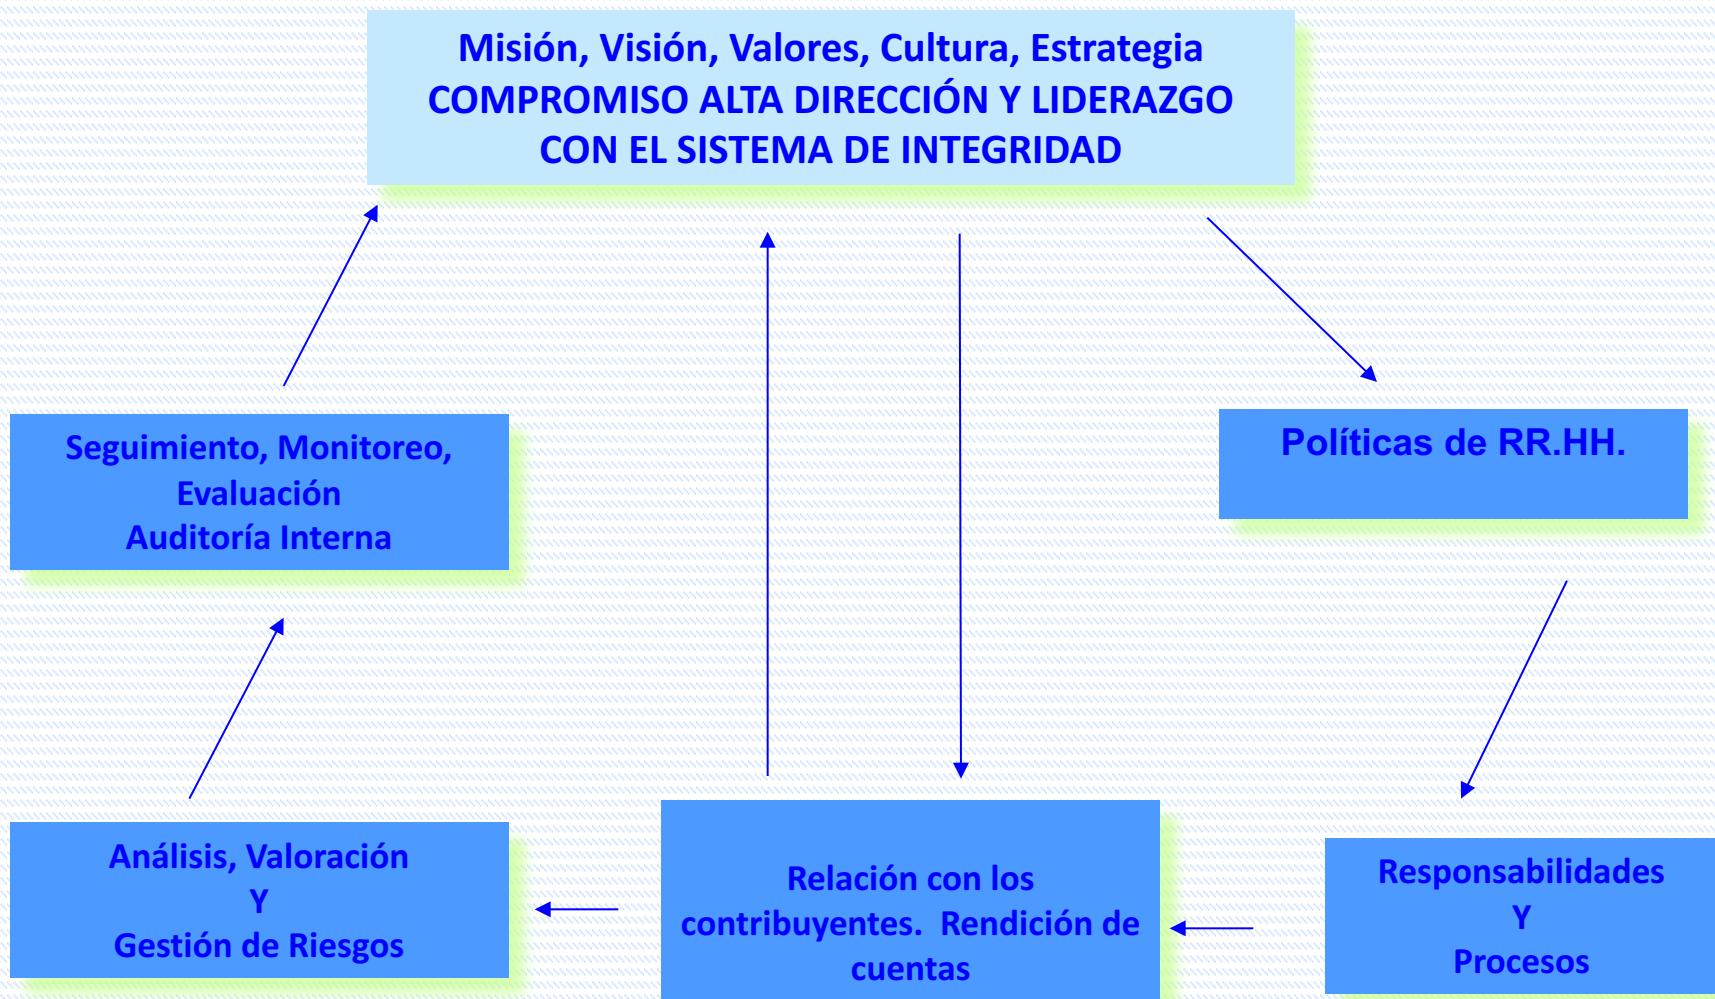 Misión, Visión, Valores, Cultura, Estrategia
COMPROMISO ALTA DIRECCIÓN Y LIDERAZGO
CON EL SISTEMA DE INTEGRIDAD
Seguimiento, Monitoreo,
Evaluación
Auditoría Interna
Políticas de RR.HH.
Análisis, Valoración
Y
Gestión de Riesgos
Relación con los
contribuyentes.  Rendición de
cuentas
Responsabilidades
Y
Procesos